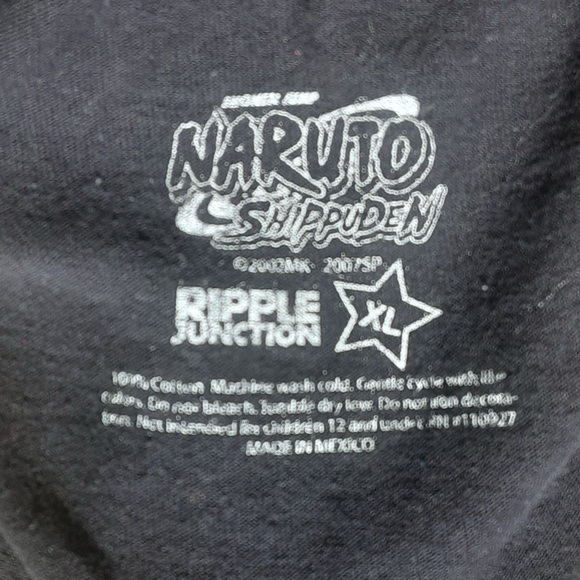 SHONEN JUMP
NARUTO
SHIPPUDEN
©2002MK 2007SP
RIPPLE
JUNCTION
XL
100% Cotton. Machine wash cold. Gentle cycle with like
colors. Do not bleach. Tumble dry low. Do not iron decora-
tion. Not intended for children 12 and under.
MADE IN MEXICO